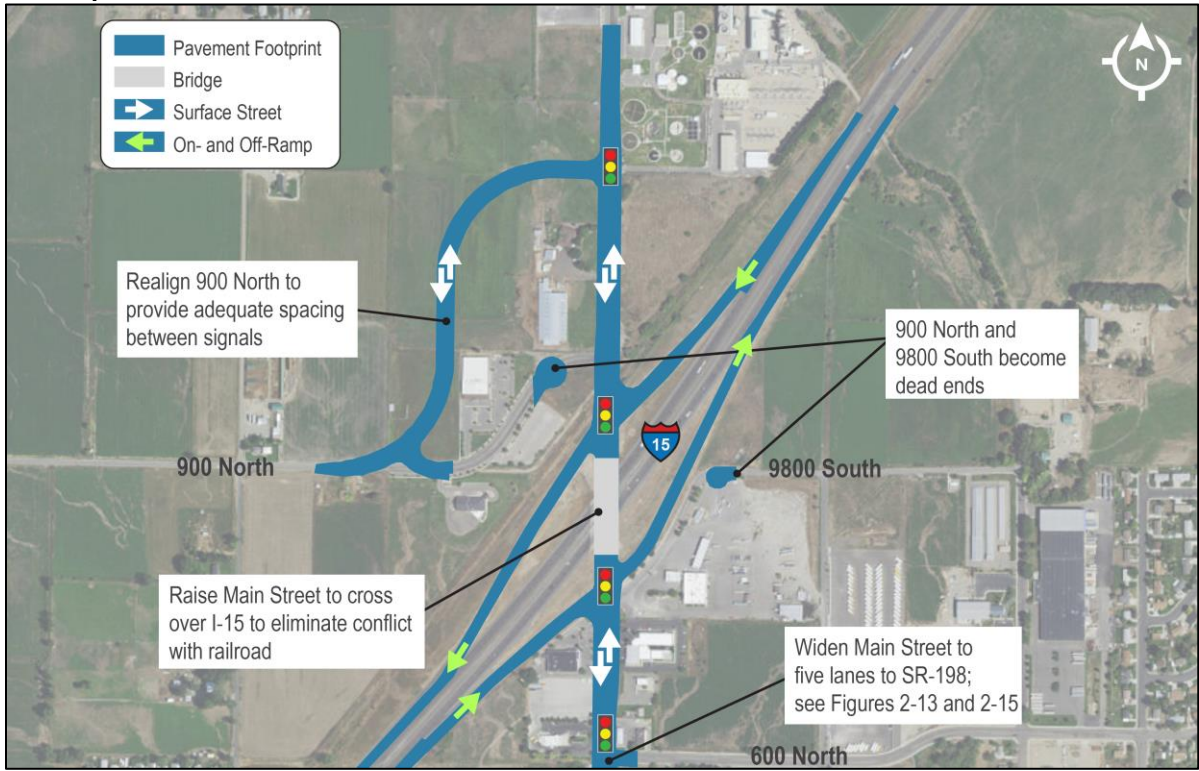 Pavement Footprint
Bridge
Surface Street
On- and Off-Ramp
N
Realign 900 North to
provide adequate spacing
between signals
900 North and
9800 South become
dead ends
15
900 North
9800 South
Raise Main Street to cross
over I-15 to eliminate conflict
with railroad
Widen Main Street to
five lanes to SR-198;
see Figures 2-13 and 2-15
600 North